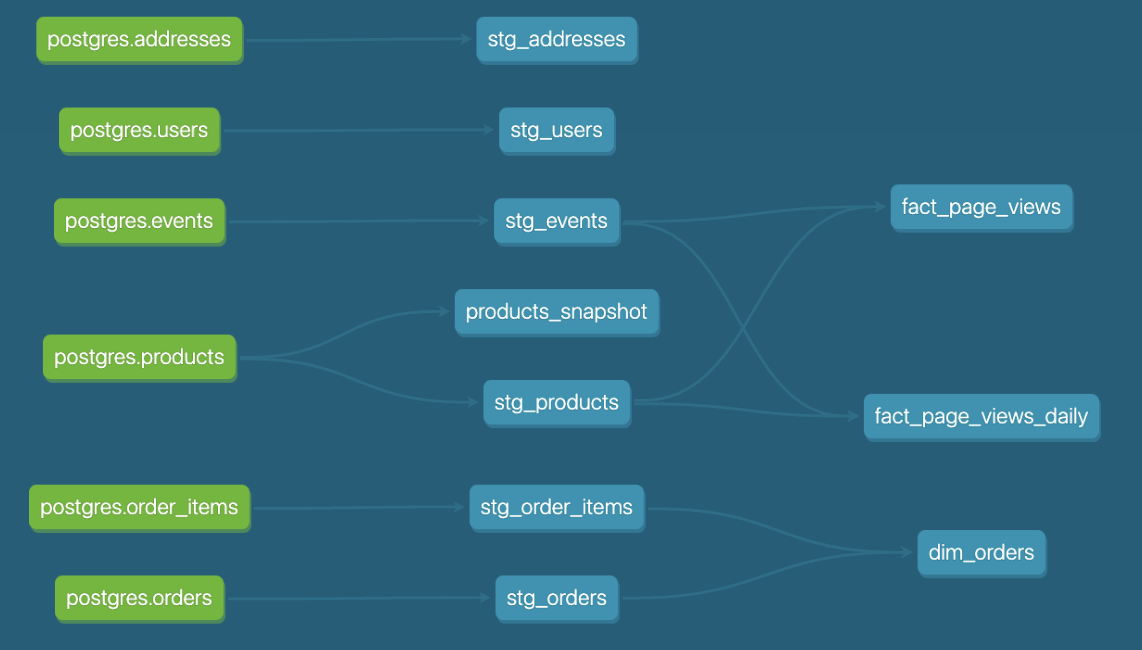 postgres.addresses
stg_addresses
postgres.users
stg_users
postgres.events
stg_events
fact_page_views
products_snapshot
postgres.products
stg_products
fact_page_views_daily
postgres.order_items
stg_order_items
dim_orders
postgres.orders
stg_orders